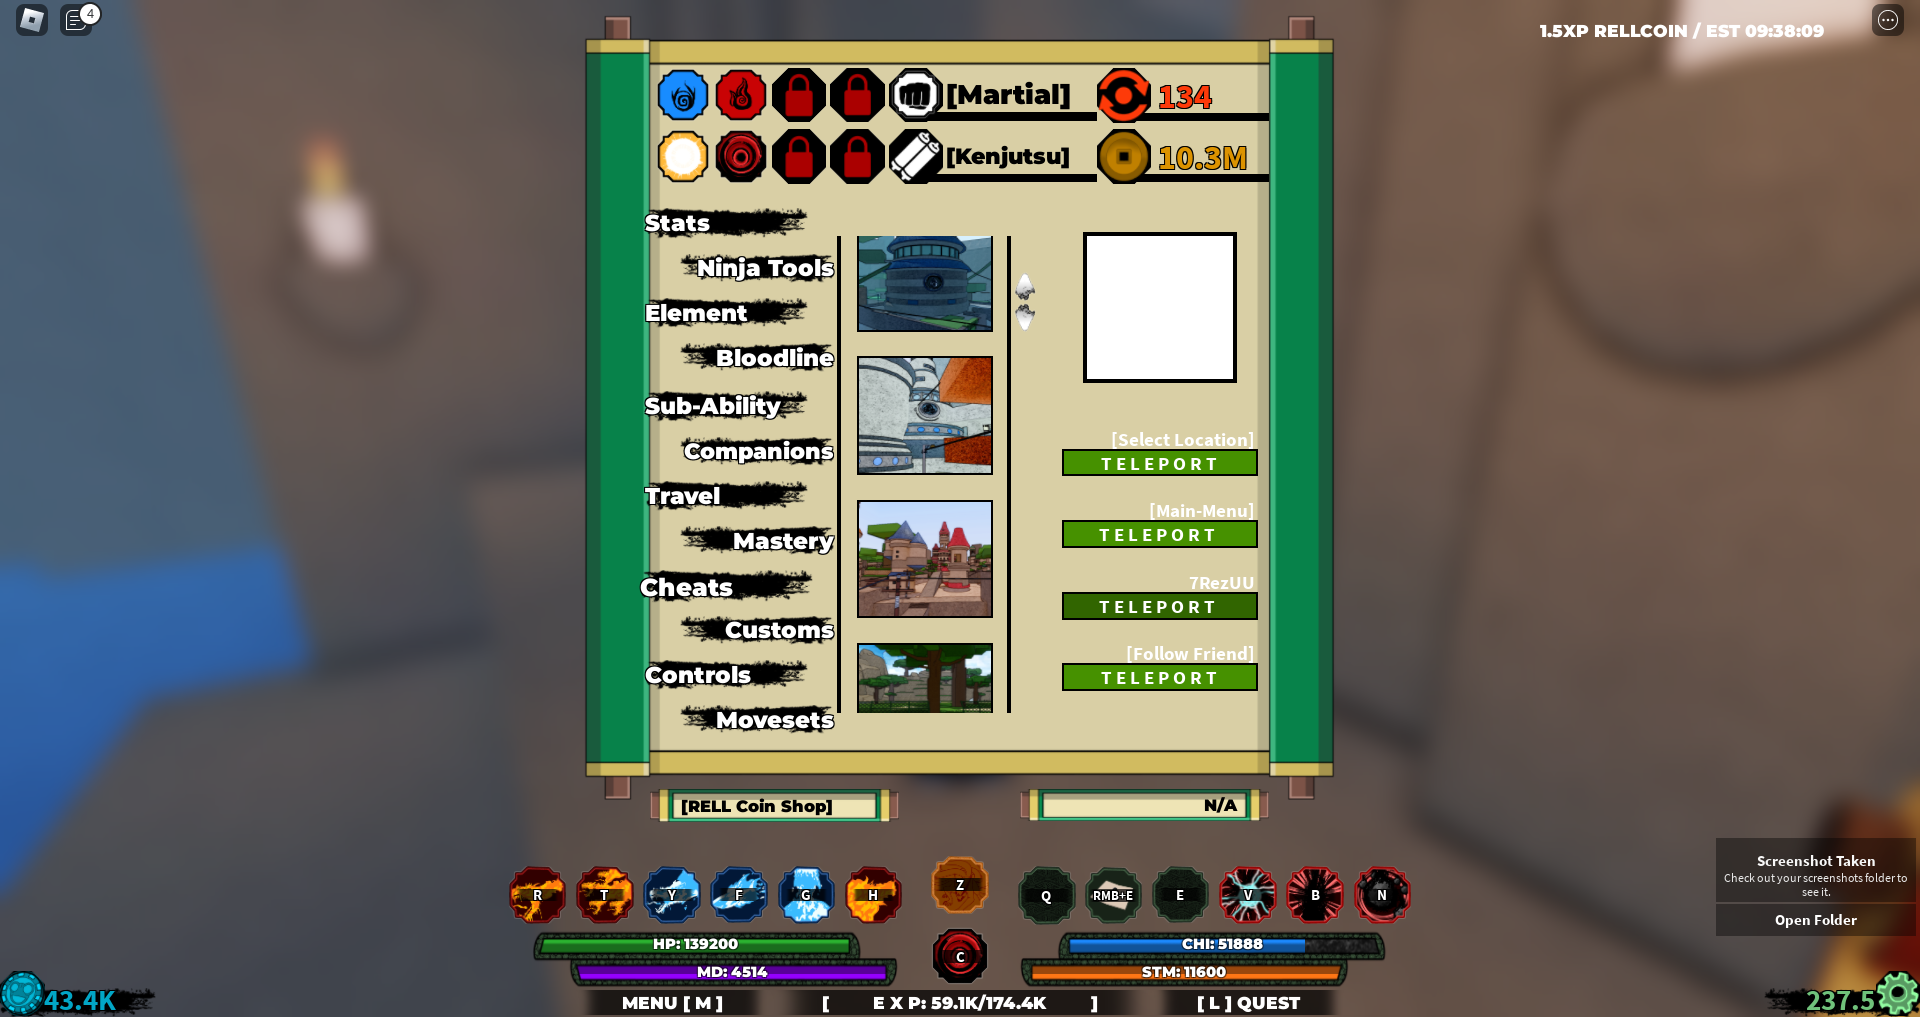 4
1.5XP RELLCOIN / EST 09:38:09
[Martial]
134
[Kenjutsu]
10.3M
Stats
Ninja Tools
Element
Bloodline
Sub-Ability
Companions
Travel
Mastery
Cheats
Customs
Controls
Movesets
[Select Location]
TELEPORT
[Main-Menu]
TELEPORT
7RezUU
TELEPORT
[Follow Friend]
TELEPORT
[RELL Coin Shop]
N/A
Screenshot Taken
Check out your screenshots folder to
see it.
Open Folder
R T Y F G H Z Q RMB+E E V B N
HP: 139200
CHI: 51888
C
MD: 4514
STM: 11600
43.4K
MENU [ M ]
[ EXP: 59.1K/174.4K ]
[ L ] QUEST
237.5